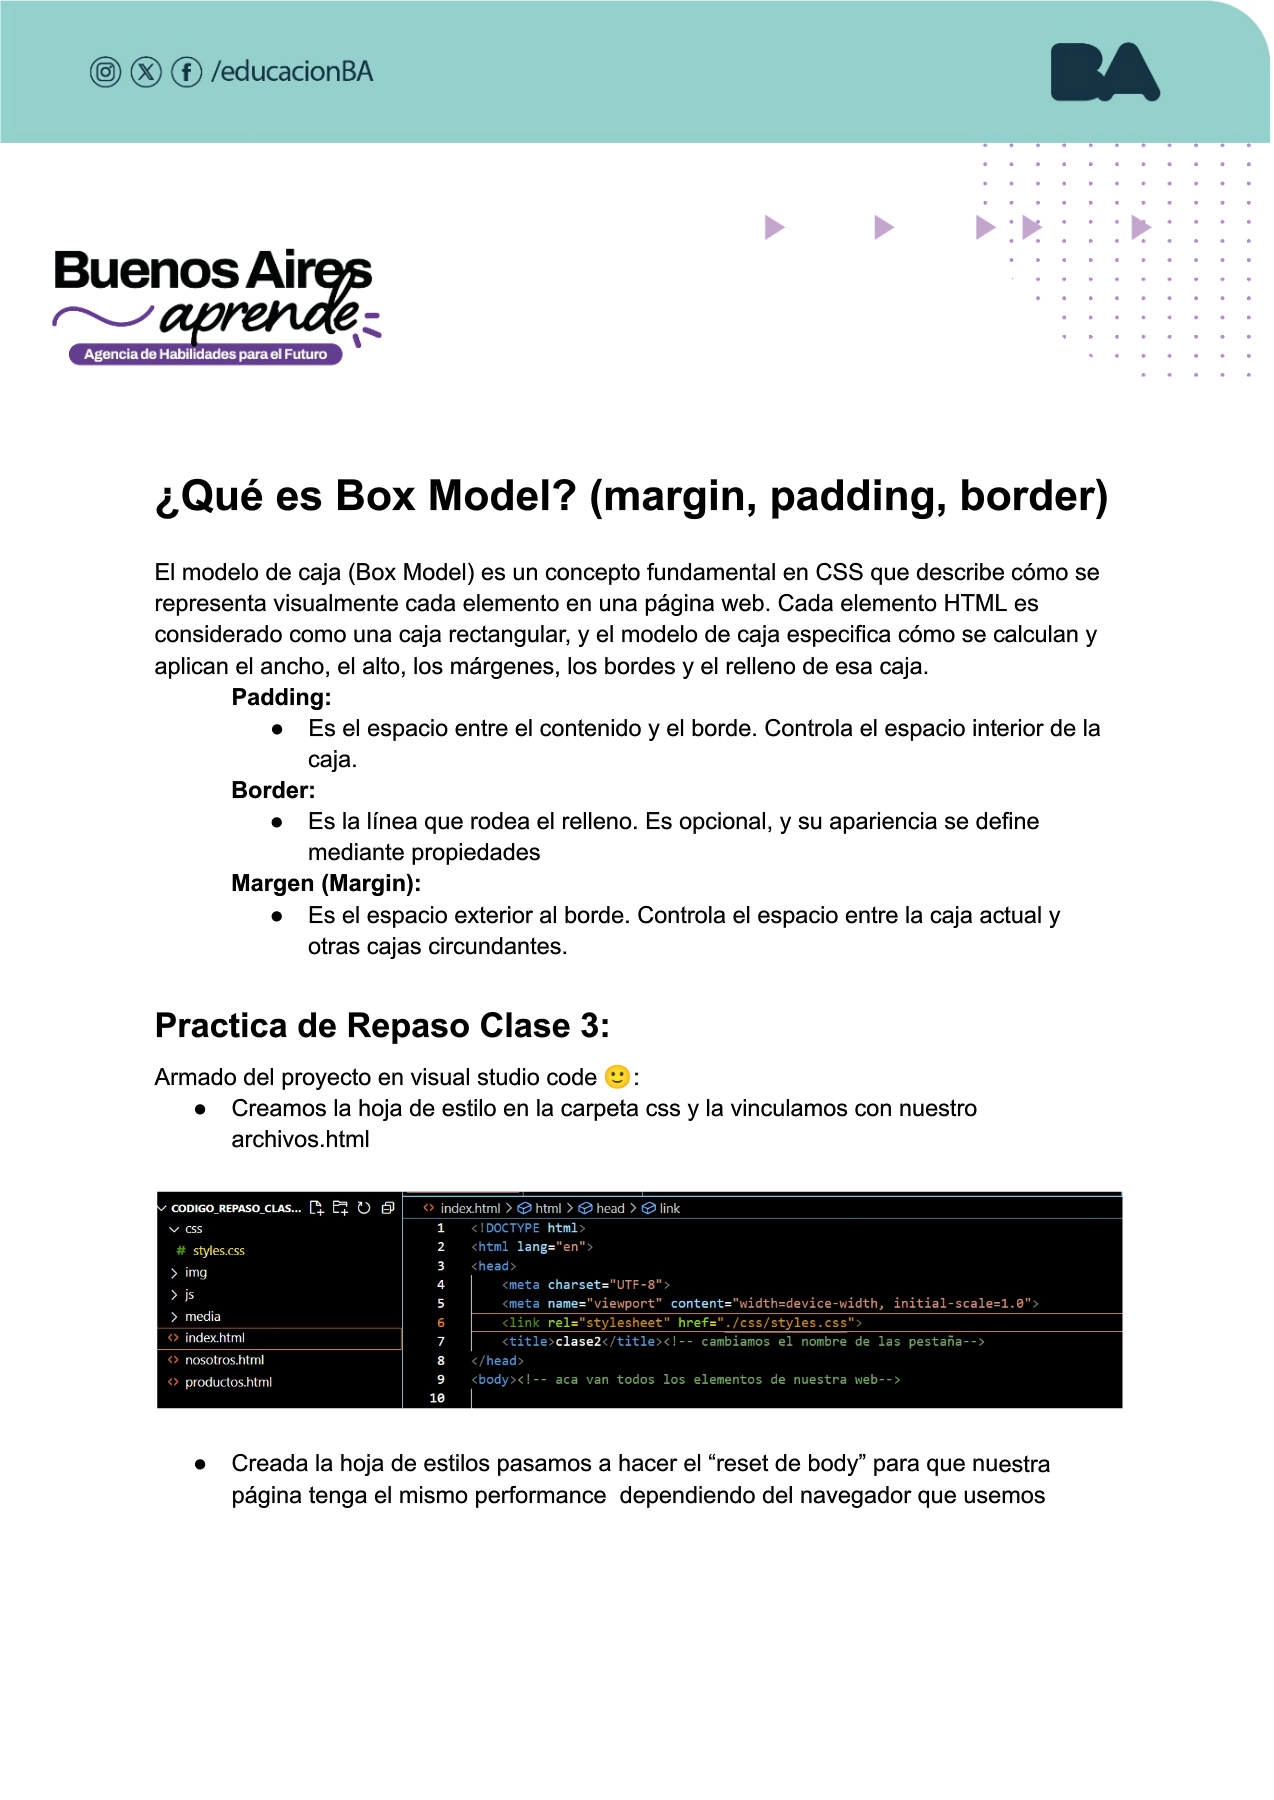 /educacionBA
BA
Buenos Aires
aprende
Agencia de Habilidades para el Futuro
¿Qué es Box Model? (margin, padding, border)
El modelo de caja (Box Model) es un concepto fundamental en CSS que describe cómo se
representa visualmente cada elemento en una página web. Cada elemento HTML es
considerado como una caja rectangular, y el modelo de caja especifica cómo se calculan y
aplican el ancho, el alto, los márgenes, los bordes y el relleno de esa caja.
Padding:
● Es el espacio entre el contenido y el borde. Controla el espacio interior de la
caja.
Border:
● Es la línea que rodea el relleno. Es opcional, y su apariencia se define
mediante propiedades
Margen (Margin):
● Es el espacio exterior al borde. Controla el espacio entre la caja actual y
otras cajas circundantes.
Practica de Repaso Clase 3:
Armado del proyecto en visual studio code 🙂:
● Creamos la hoja de estilo en la carpeta css y la vinculamos con nuestro
archivos.html
CODIGO_REPASO_CLAS...
css
# styles.css
img
js
media
<> index.html
<> nosotros.html
<> productos.html
<> index.html > html > head > link
1 <!DOCTYPE html>
2 <html lang="en">
3 <head>
4 <meta charset="UTF-8">
5 <meta name="viewport" content="width=device-width, initial-scale=1.0">
6 <link rel="stylesheet" href="./css/styles.css">
7 <title>clase2</title><!-- cambiamos el nombre de las pestaña-->
8 </head>
9 <body><!-- aca van todos los elementos de nuestra web-->
10
● Creada la hoja de estilos pasamos a hacer el “reset de body” para que nuestra
página tenga el mismo performance  dependiendo del navegador que usemos